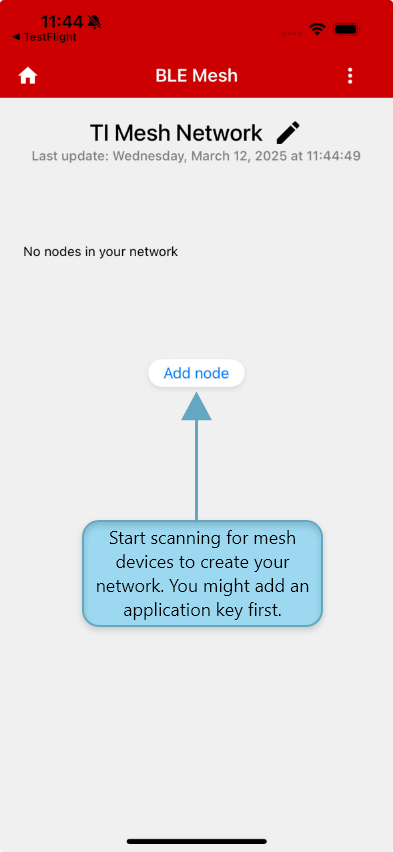 11:44
◀ TestFlight
BLE Mesh
TI Mesh Network
Last update: Wednesday, March 12, 2025 at 11:44:49
No nodes in your network
Add node
Start scanning for mesh
devices to create your
network. You might add an
application key first.